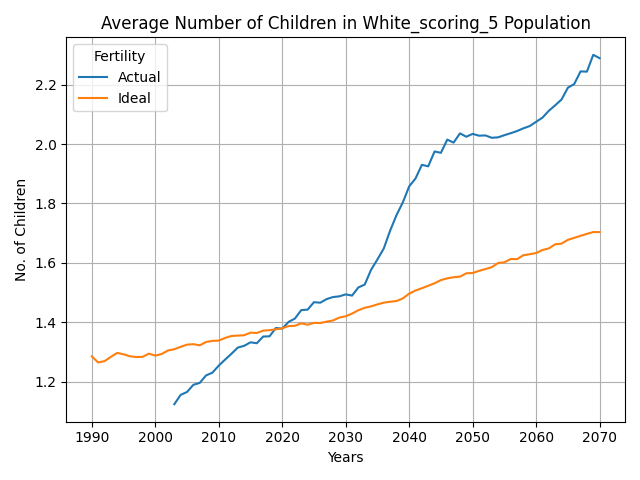 Average Number of Children in White_scoring_5 Population
Fertility
Actual
Ideal
No. of Children
2.2
2.0
1.8
1.6
1.4
1.2
1990 2000 2010 2020 2030 2040 2050 2060 2070
Years